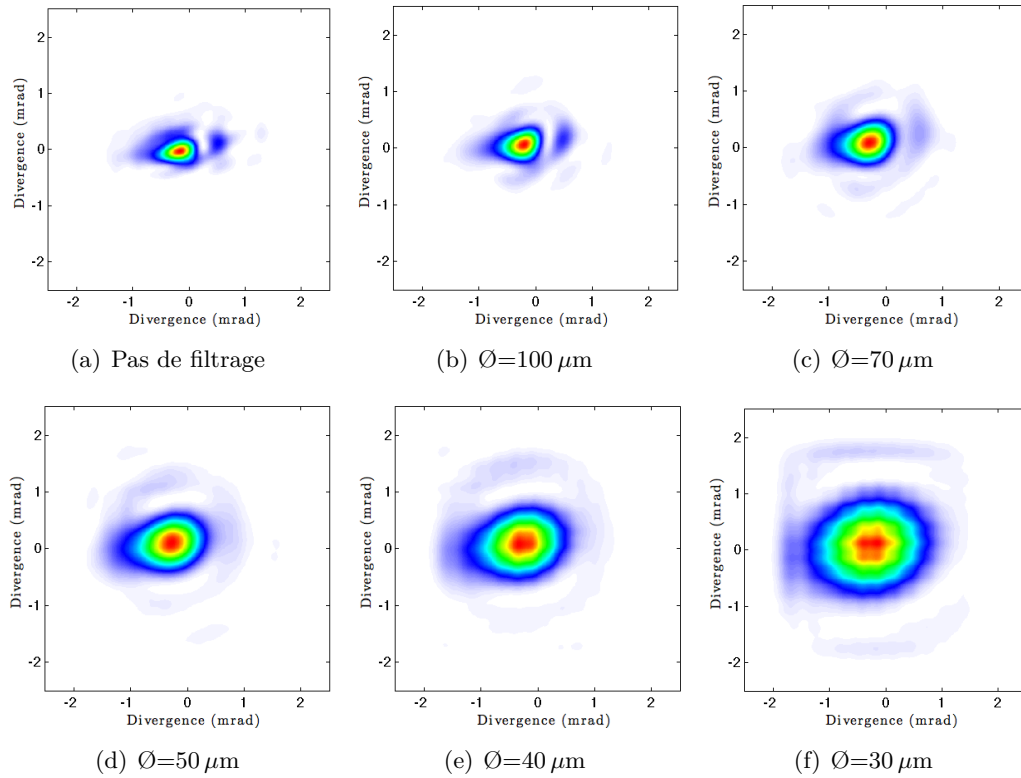 2
1
0
-1
-2
Divergence (mrad)
-2 -1 0 1 2
Divergence (mrad)
(a) Pas de filtrage
2
1
0
-1
-2
Divergence (mrad)
-2 -1 0 1 2
Divergence (mrad)
(b) Ø=100 µm
2
1
0
-1
-2
Divergence (mrad)
-2 -1 0 1 2
Divergence (mrad)
(c) Ø=70 µm
2
1
0
-1
-2
Divergence (mrad)
-2 -1 0 1 2
Divergence (mrad)
(d) Ø=50 µm
2
1
0
-1
-2
Divergence (mrad)
-2 -1 0 1 2
Divergence (mrad)
(e) Ø=40 µm
2
1
0
-1
-2
Divergence (mrad)
-2 -1 0 1 2
Divergence (mrad)
(f) Ø=30 µm